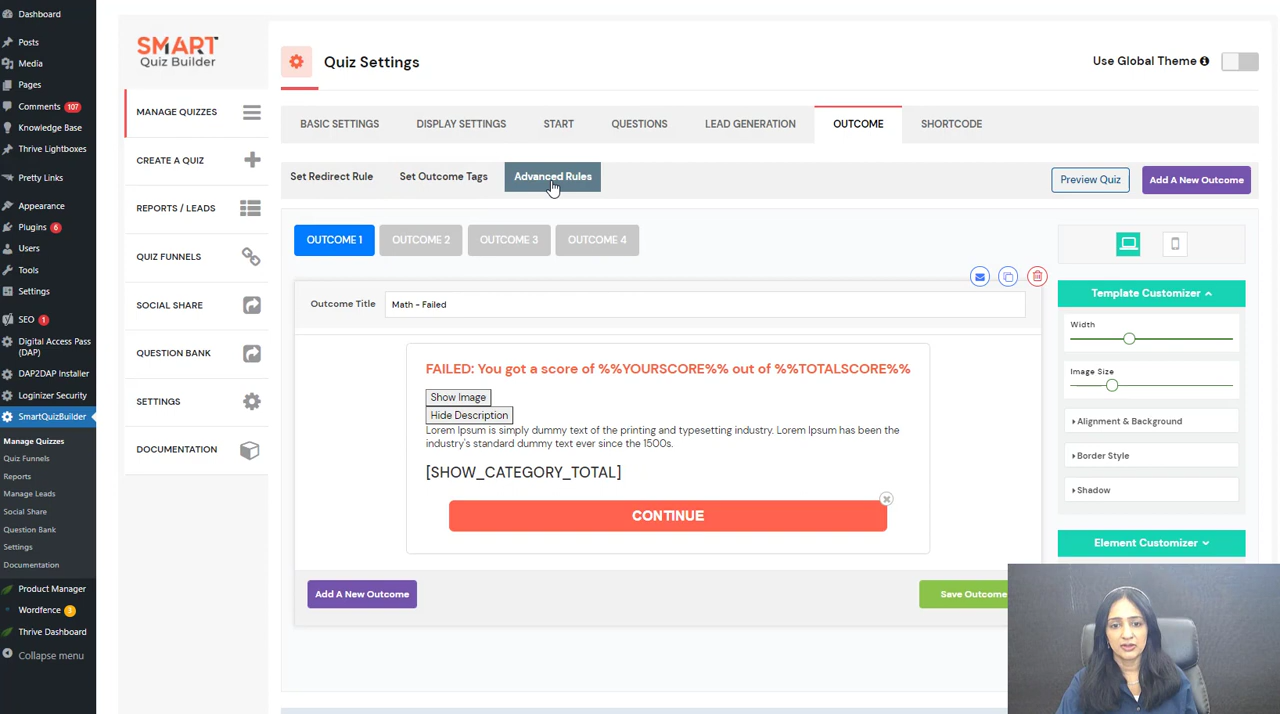 Dashboard
Posts
Media
Pages
Comments 107
Knowledge Base
Thrive Lightboxes
Pretty Links
Appearance
Plugins 6
Users
Tools
Settings
SEO 1
Digital Access Pass
(DAP)
DAP2DAP Installer
Loginizer Security
SmartQuizBuilder
Manage Quizzes
Quiz Funnels
Reports
Manage Leads
Social Share
Question Bank
Settings
Documentation
Product Manager
Wordfence 3
Thrive Dashboard
Collapse menu
SMART
Quiz Builder
MANAGE QUIZZES
CREATE A QUIZ
REPORTS / LEADS
QUIZ FUNNELS
SOCIAL SHARE
QUESTION BANK
SETTINGS
DOCUMENTATION
Quiz Settings
Use Global Theme
BASIC SETTINGS
DISPLAY SETTINGS
START
QUESTIONS
LEAD GENERATION
OUTCOME
SHORTCODE
Set Redirect Rule
Set Outcome Tags
Advanced Rules
Preview Quiz
Add A New Outcome
OUTCOME 1
OUTCOME 2
OUTCOME 3
OUTCOME 4
Outcome Title
Math - Failed
FAILED: You got a score of %%YOURSCORE%% out of %%TOTALSCORE%%
Show Image
Hide Description
Lorem Ipsum is simply dummy text of the printing and typesetting industry. Lorem Ipsum has been the
industry's standard dummy text ever since the 1500s.
[SHOW_CATEGORY_TOTAL]
CONTINUE
Add A New Outcome
Save Outcome
Template Customizer
Width
Image Size
Alignment & Background
Border Style
Shadow
Element Customizer